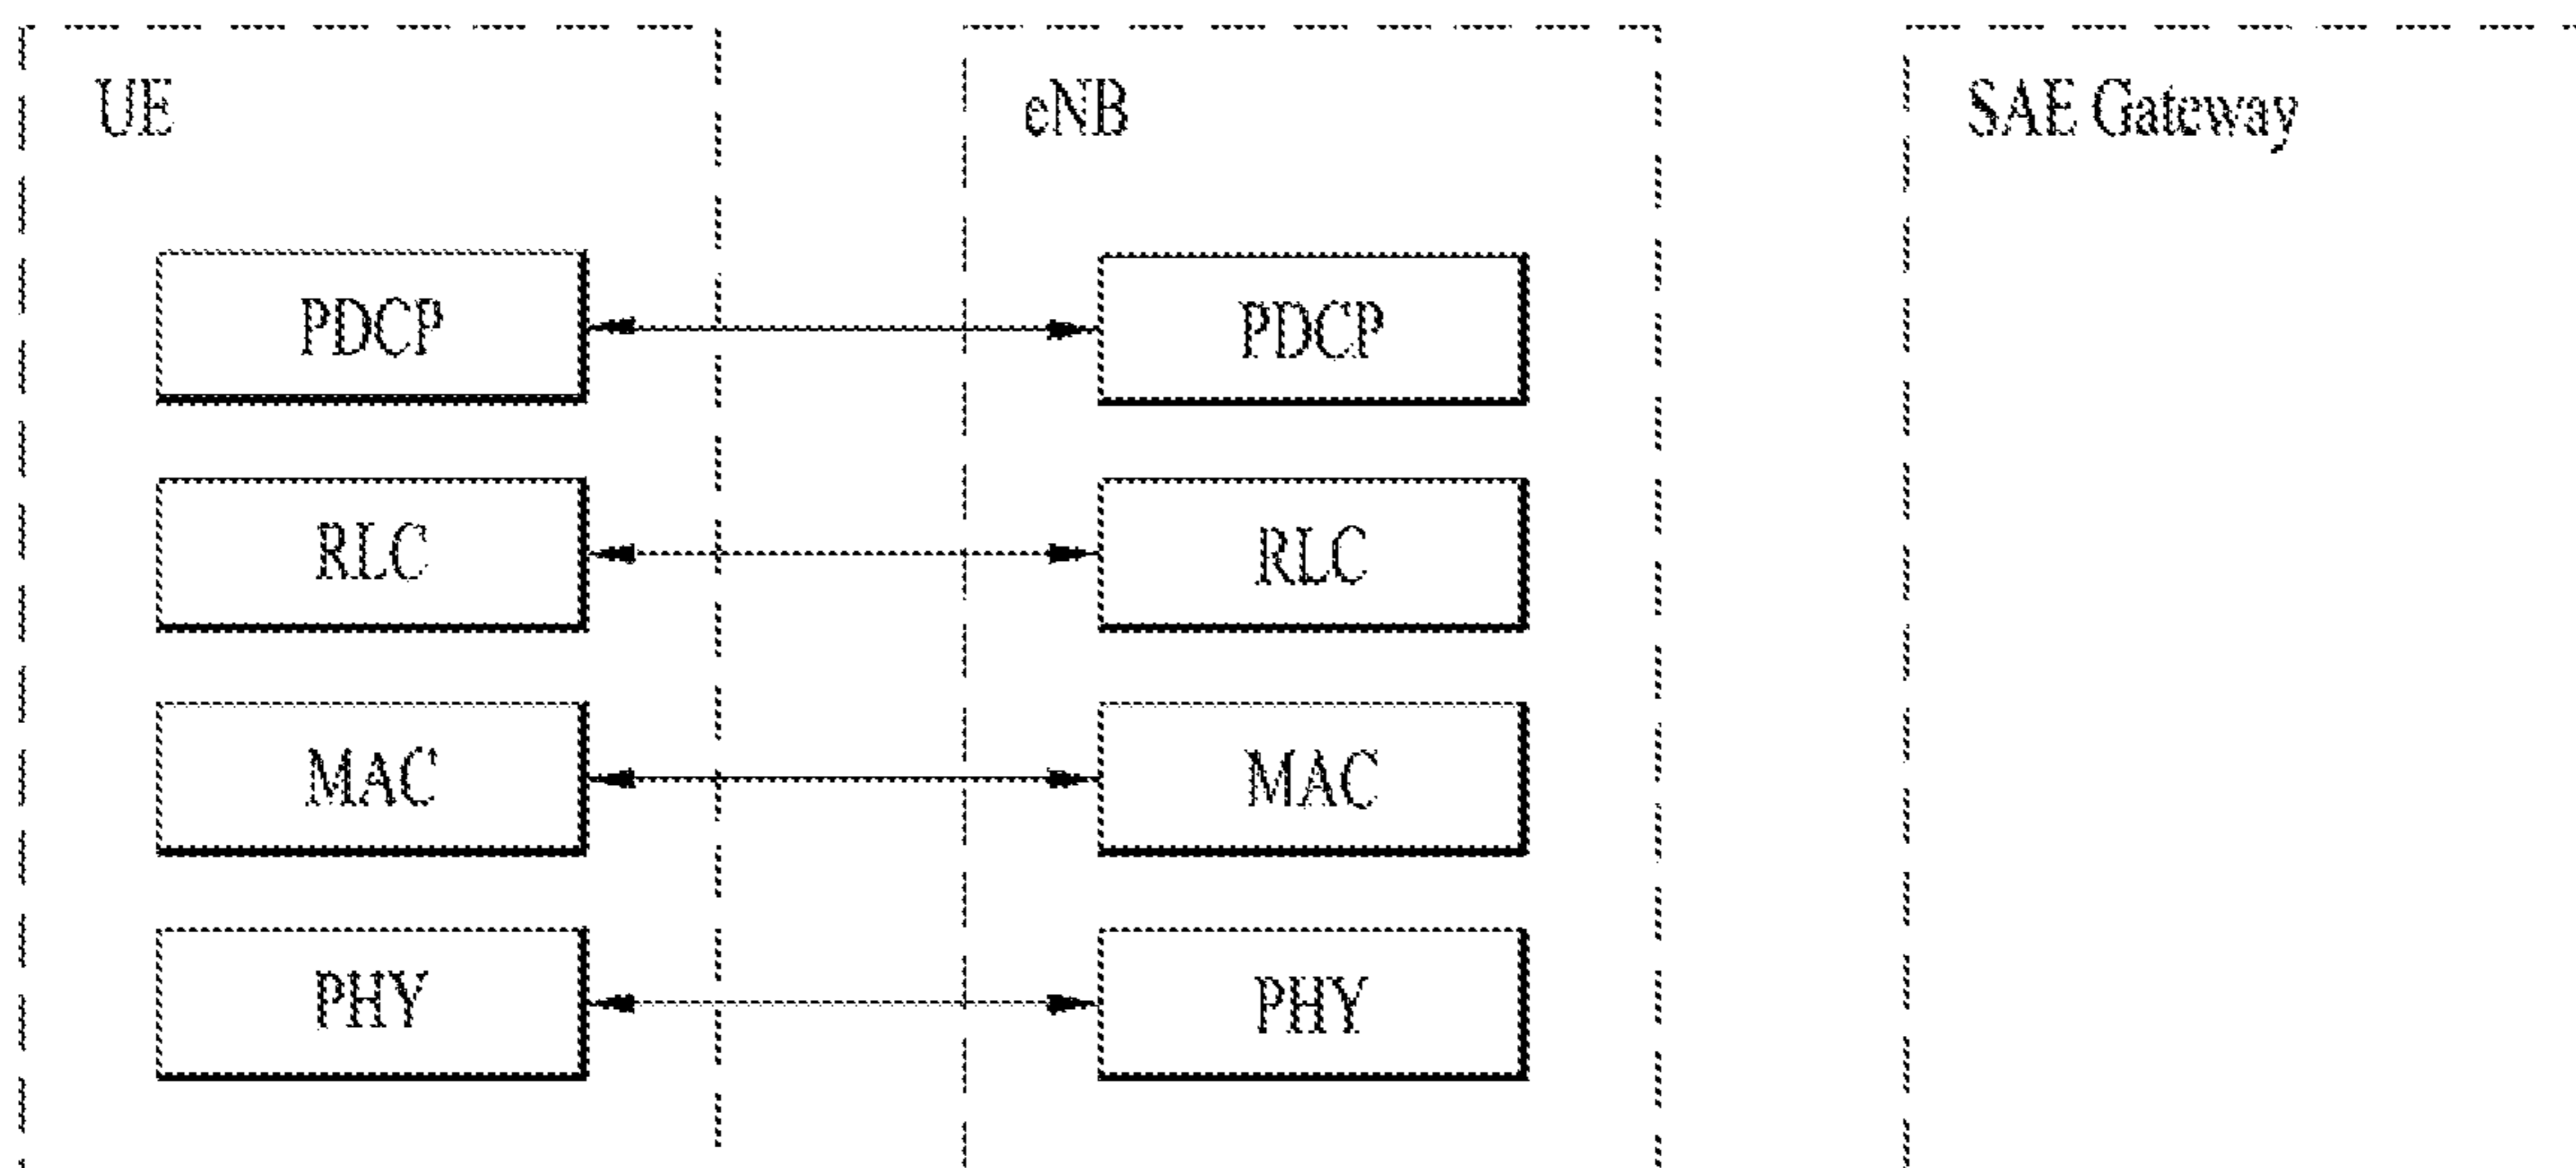 UE
eNB
SAE Gateway
PDCP
PDCP
RLC
RLC
MAC
MAC
PHY
PHY